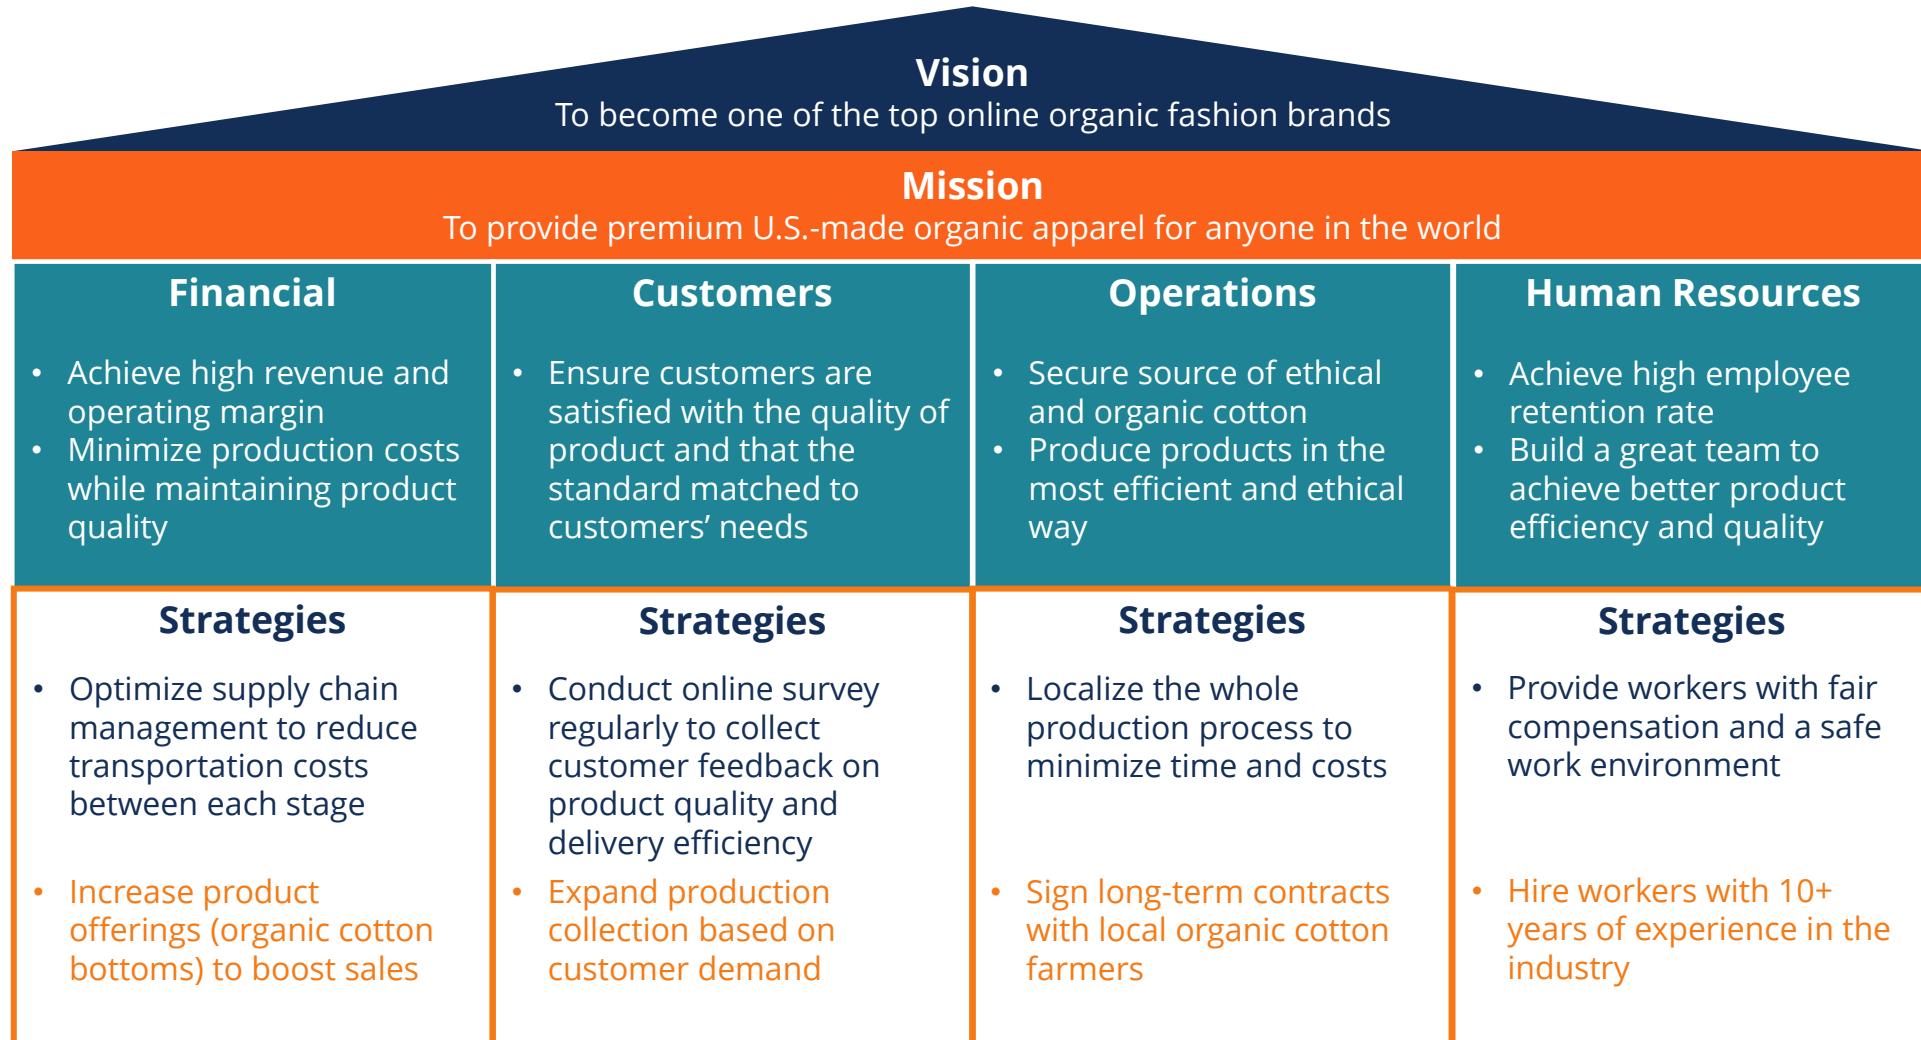 Vision
To become one of the top online organic fashion brands
Mission
To provide premium U.S.-made organic apparel for anyone in the world
Financial
• Achieve high revenue and
operating margin
• Minimize production costs
while maintaining product
quality
Customers
• Ensure customers are
satisfied with the quality of
product and that the
standard matched to
customers’ needs
Operations
• Secure source of ethical
and organic cotton
• Produce products in the
most efficient and ethical
way
Human Resources
• Achieve high employee
retention rate
• Build a great team to
achieve better product
efficiency and quality
Strategies
• Optimize supply chain
management to reduce
transportation costs
between each stage
• Increase product
offerings (organic cotton
bottoms) to boost sales
Strategies
• Conduct online survey
regularly to collect
customer feedback on
product quality and
delivery efficiency
• Expand production
collection based on
customer demand
Strategies
• Localize the whole
production process to
minimize time and costs
• Sign long-term contracts
with local organic cotton
farmers
Strategies
• Provide workers with fair
compensation and a safe
work environment
• Hire workers with 10+
years of experience in the
industry